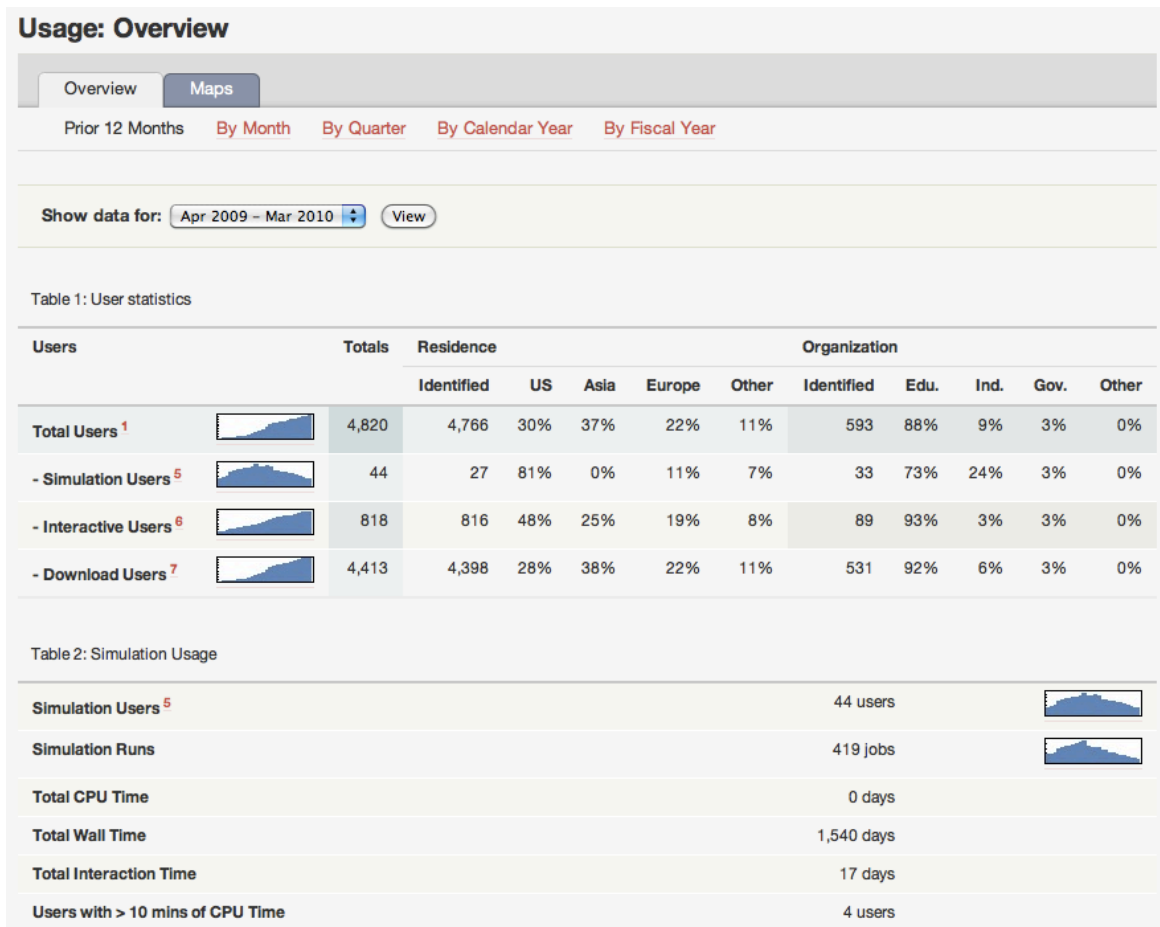 Usage: Overview
Overview Maps
Prior 12 Months By Month By Quarter By Calendar Year By Fiscal Year
Show data for: Apr 2009 – Mar 2010 View
Table 1: User statistics
Users Totals Residence Organization
Identified US Asia Europe Other Identified Edu. Ind. Gov. Other
Total Users 1 4,820 4,766 30% 37% 22% 11% 593 88% 9% 3% 0%
- Simulation Users 5 44 27 81% 0% 11% 7% 33 73% 24% 3% 0%
- Interactive Users 6 818 816 48% 25% 19% 8% 89 93% 3% 3% 0%
- Download Users 7 4,413 4,398 28% 38% 22% 11% 531 92% 6% 3% 0%
Table 2: Simulation Usage
Simulation Users 5 44 users
Simulation Runs 419 jobs
Total CPU Time 0 days
Total Wall Time 1,540 days
Total Interaction Time 17 days
Users with > 10 mins of CPU Time 4 users